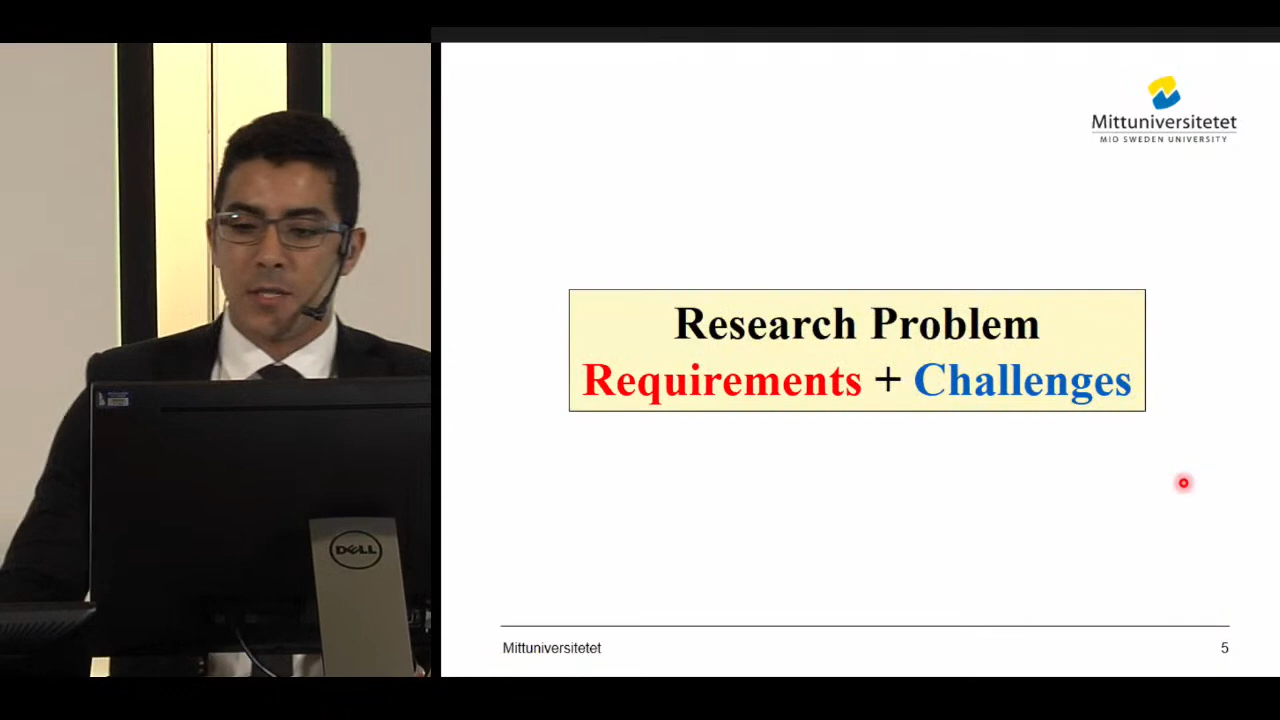 Mittuniversitetet
MID SWEDEN UNIVERSITY
Research Problem
Requirements + Challenges
DELL
Mittuniversitetet
5